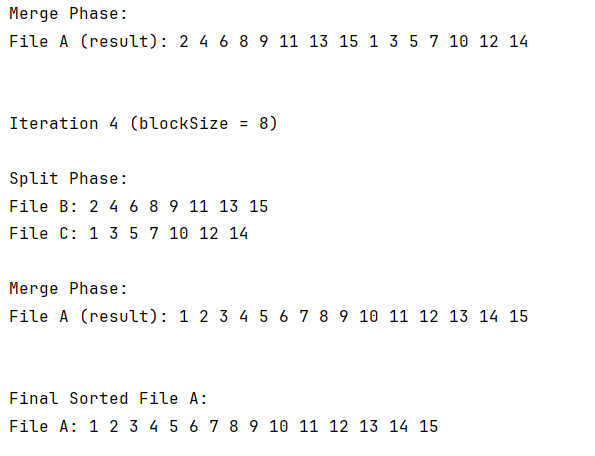 Merge Phase:
File A (result): 2 4 6 8 9 11 13 15 1 3 5 7 10 12 14
Iteration 4 (blockSize = 8)
Split Phase:
File B: 2 4 6 8 9 11 13 15
File C: 1 3 5 7 10 12 14
Merge Phase:
File A (result): 1 2 3 4 5 6 7 8 9 10 11 12 13 14 15
Final Sorted File A:
File A: 1 2 3 4 5 6 7 8 9 10 11 12 13 14 15